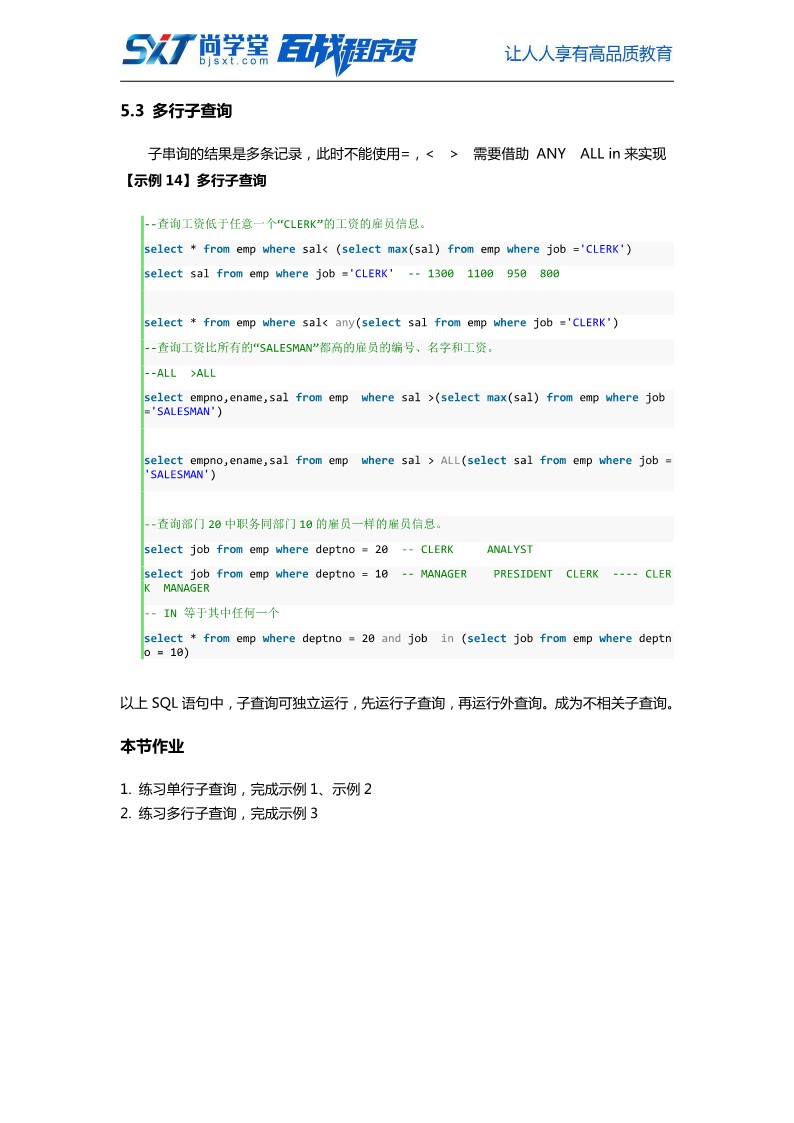 SXT 尚学堂 百战程序员 让人人享有高品质教育
bjsxt.com
5.3 多行子查询
子串询的结果是多条记录，此时不能使用=，< > 需要借助 ANY ALL in 来实现
【示例 14】多行子查询
--查询工资低于任意一个“CLERK”的工资的雇员信息。
select * from emp where sal< (select max(sal) from emp where job ='CLERK')
select sal from emp where job ='CLERK' -- 1300 1100 950 800
select * from emp where sal< any(select sal from emp where job ='CLERK')
--查询工资比所有的“SALESMAN”都高的雇员的编号、名字和工资。
--ALL >ALL
select empno,ename,sal from emp where sal >(select max(sal) from emp where job
='SALESMAN')
select empno,ename,sal from emp where sal > ALL(select sal from emp where job =
'SALESMAN')
--查询部门 20 中职务同部门 10 的雇员一样的雇员信息。
select job from emp where deptno = 20 -- CLERK ANALYST
select job from emp where deptno = 10 -- MANAGER PRESIDENT CLERK ---- CLER
K MANAGER
-- IN 等于其中任何一个
select * from emp where deptno = 20 and job in (select job from emp where deptn
o = 10)
以上 SQL 语句中，子查询可独立运行，先运行子查询，再运行外查询。成为不相关子查询。
本节作业
1. 练习单行子查询，完成示例 1、示例 2
2. 练习多行子查询，完成示例 3